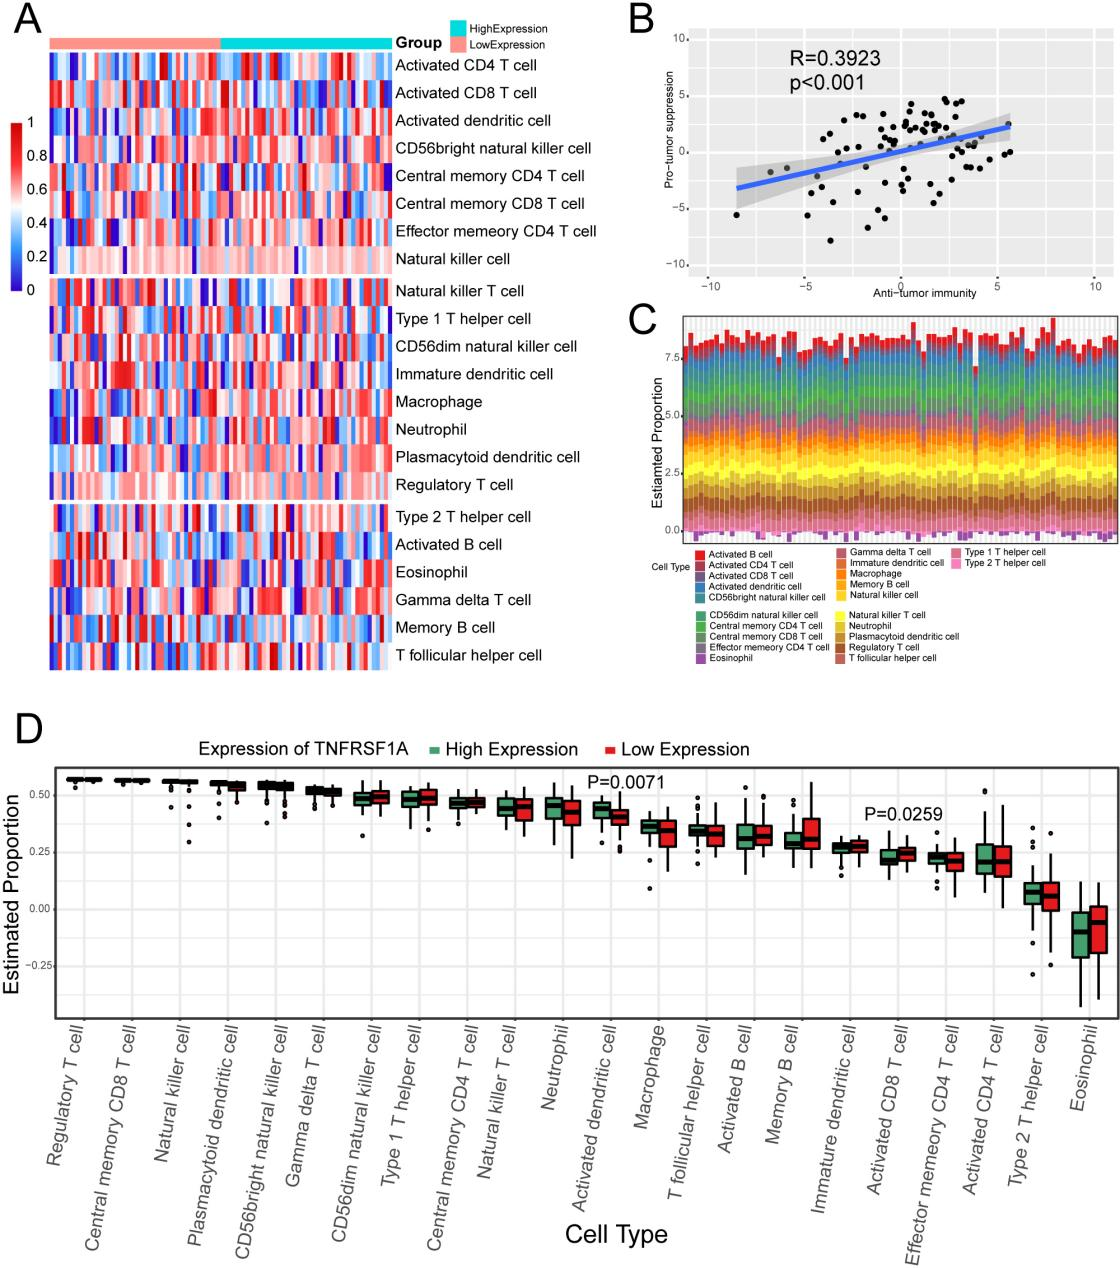 A
HighExpression
Group
LowExpression
Activated CD4 T cell
Activated CD8 T cell
Activated dendritic cell
CD56bright natural killer cell
Central memory CD4 T cell
Central memory CD8 T cell
Effector memeory CD4 T cell
Natural killer cell
Natural killer T cell
Type 1 T helper cell
CD56dim natural killer cell
Immature dendritic cell
Macrophage
Neutrophil
Plasmacytoid dendritic cell
Regulatory T cell
Type 2 T helper cell
Activated B cell
Eosinophil
Gamma delta T cell
Memory B cell
T follicular helper cell
1
0.8
0.6
0.4
0.2
0
B
R=0.3923
p<0.001
Pro−tumor suppression
10
5
0
−5
−10
−10
−5
0
5
10
Anti−tumor immunity
C
Estianted Proportion
7.5
5.0
2.5
0.0
Cell Type
Activated B cell
Activated CD4 T cell
Activated CD8 T cell
Activated dendritic cell
CD56bright natural killer cell
CD56dim natural killer cell
Central memory CD4 T cell
Central memory CD8 T cell
Effector memeory CD4 T cell
Eosinophil
Gamma delta T cell
Immature dendritic cell
Macrophage
Memory B cell
Natural killer cell
Natural killer T cell
Neutrophil
Plasmacytoid dendritic cell
Regulatory T cell
T follicular helper cell
Type 1 T helper cell
Type 2 T helper cell
D
Expression of TNFRSF1A High Expression Low Expression
Estimated Proportion
0.50
0.25
0.00
−0.25
P=0.0071
P=0.0259
Regulatory T cell
Central memory CD8 T cell
Natural killer cell
Plasmacytoid dendritic cell
CD56bright natural killer cell
Gamma delta T cell
CD56dim natural killer cell
Type 1 T helper cell
Central memory CD4 T cell
Natural killer T cell
Neutrophil
Activated dendritic cell
Macrophage
T follicular helper cell
Activated B cell
Memory B cell
Immature dendritic cell
Activated CD8 T cell
Effector memeory CD4 T cell
Activated CD4 T cell
Type 2 T helper cell
Eosinophil
Cell Type